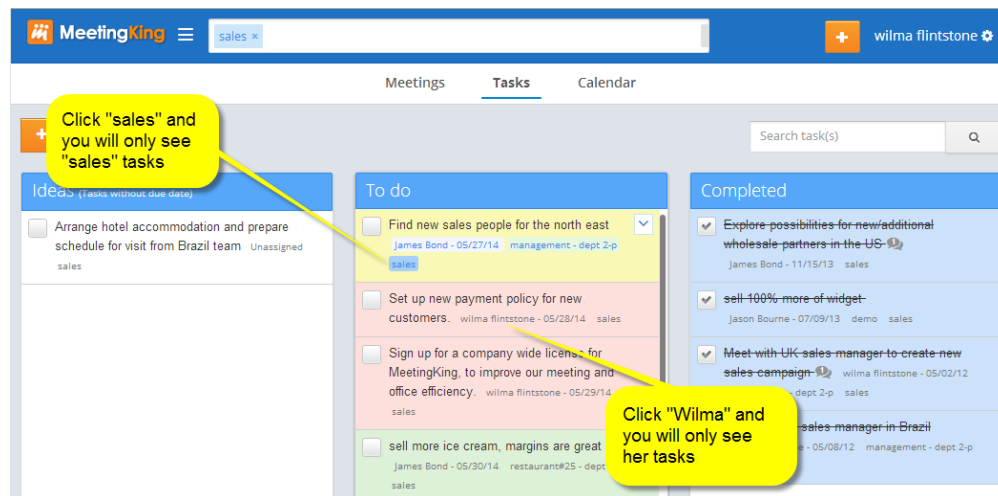 MeetingKing
sales ×
+
wilma flintstone
Meetings Tasks Calendar
Click "sales" and
you will only see
"sales" tasks
+
Search task(s)
Ideas (Tasks without due date)
Arrange hotel accommodation and prepare
schedule for visit from Brazil team Unassigned
sales
To do
Find new sales people for the north east
James Bond - 05/27/14 management - dept 2-p
sales
Set up new payment policy for new
customers. wilma flintstone - 05/28/14 sales
Sign up for a company wide license for
MeetingKing, to improve our meeting and
office efficiency. wilma flintstone - 05/29/14
sales
sell more ice cream, margins are great
James Bond - 05/30/14 restaurant#25 - dept
sales
Click "Wilma" and
you will only see
her tasks
Completed
Explore possibilities for new/additional
wholesale partners in the US 1
James Bond - 11/15/13 sales
sell 100% more of widget
Jason Bourne - 07/09/13 demo sales
Meet with UK sales manager to create new
sales campaign 1 wilma flintstone - 05/02/12
dept 2-p sales
sales manager in Brazil
- 05/08/12 management - dept 2-p